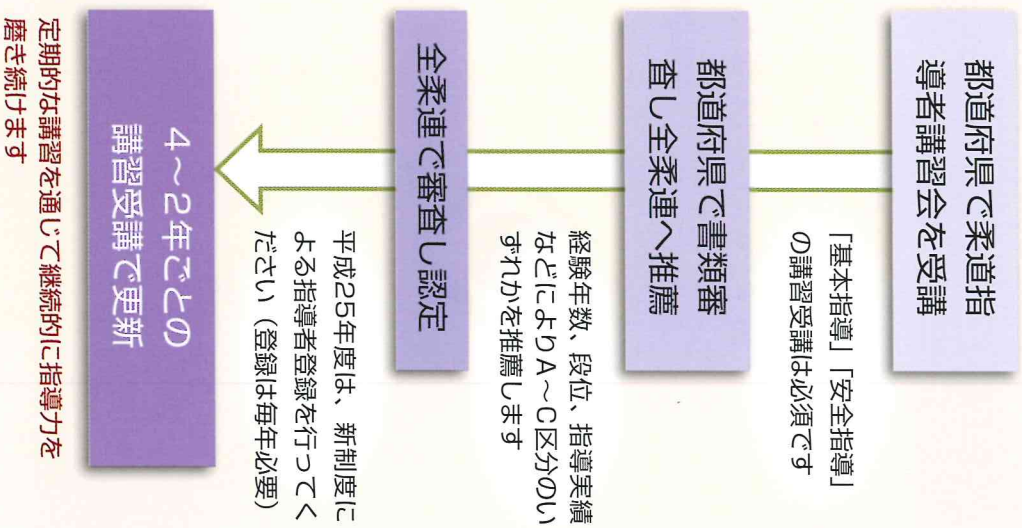 都道府県で柔道指
導者講習会を受講
「基本指導」「安全指導」
の講習受講は必須です
都道府県で書類審
査し全柔連へ推薦
経験年数、段位、指導実績
などによりA～C区分のい
ずれかを推薦します
全柔連で審査し認定
平成25年度は、新制度に
よる指導者登録を行ってく
ださい（登録は毎年必要）
4～2年ごとの
講習受講で更新
定期的な講習を通じて継続的に指導力を
磨き続けます